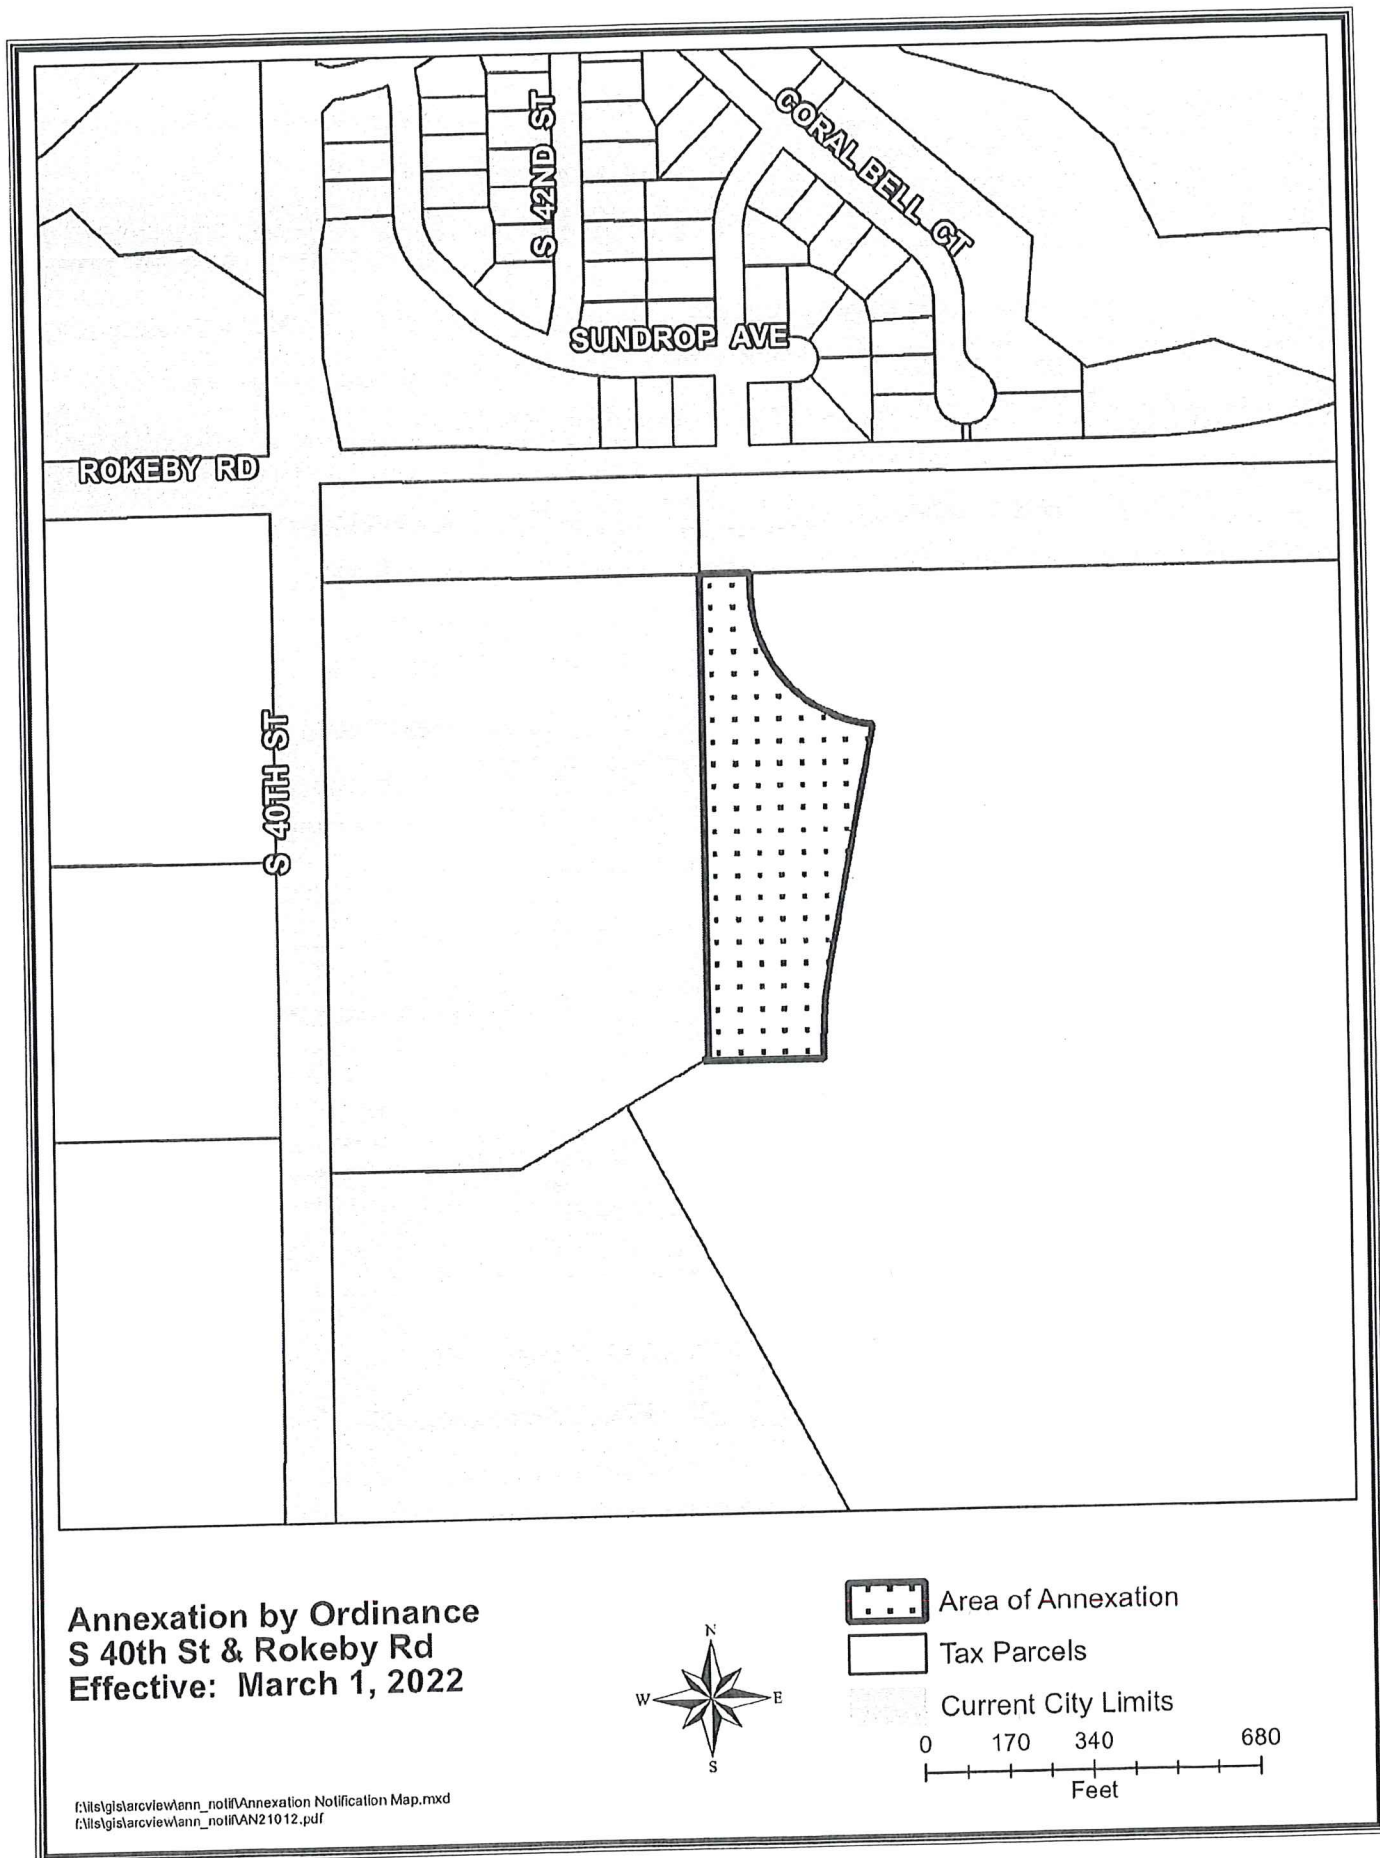 S 42ND ST
CORAL BELL CT
SUNDROP AVE
ROKEBY RD
S 40TH ST
Annexation by Ordinance
S 40th St & Rokeby Rd
Effective: March 1, 2022
N
W
E
S
Area of Annexation
Tax Parcels
Current City Limits
0 170 340 680
Feet
f:\ils\gis\arcview\ann_notif\Annexation Notification Map.mxd
f:\ils\gis\arcview\ann_notif\AN21012.pdf